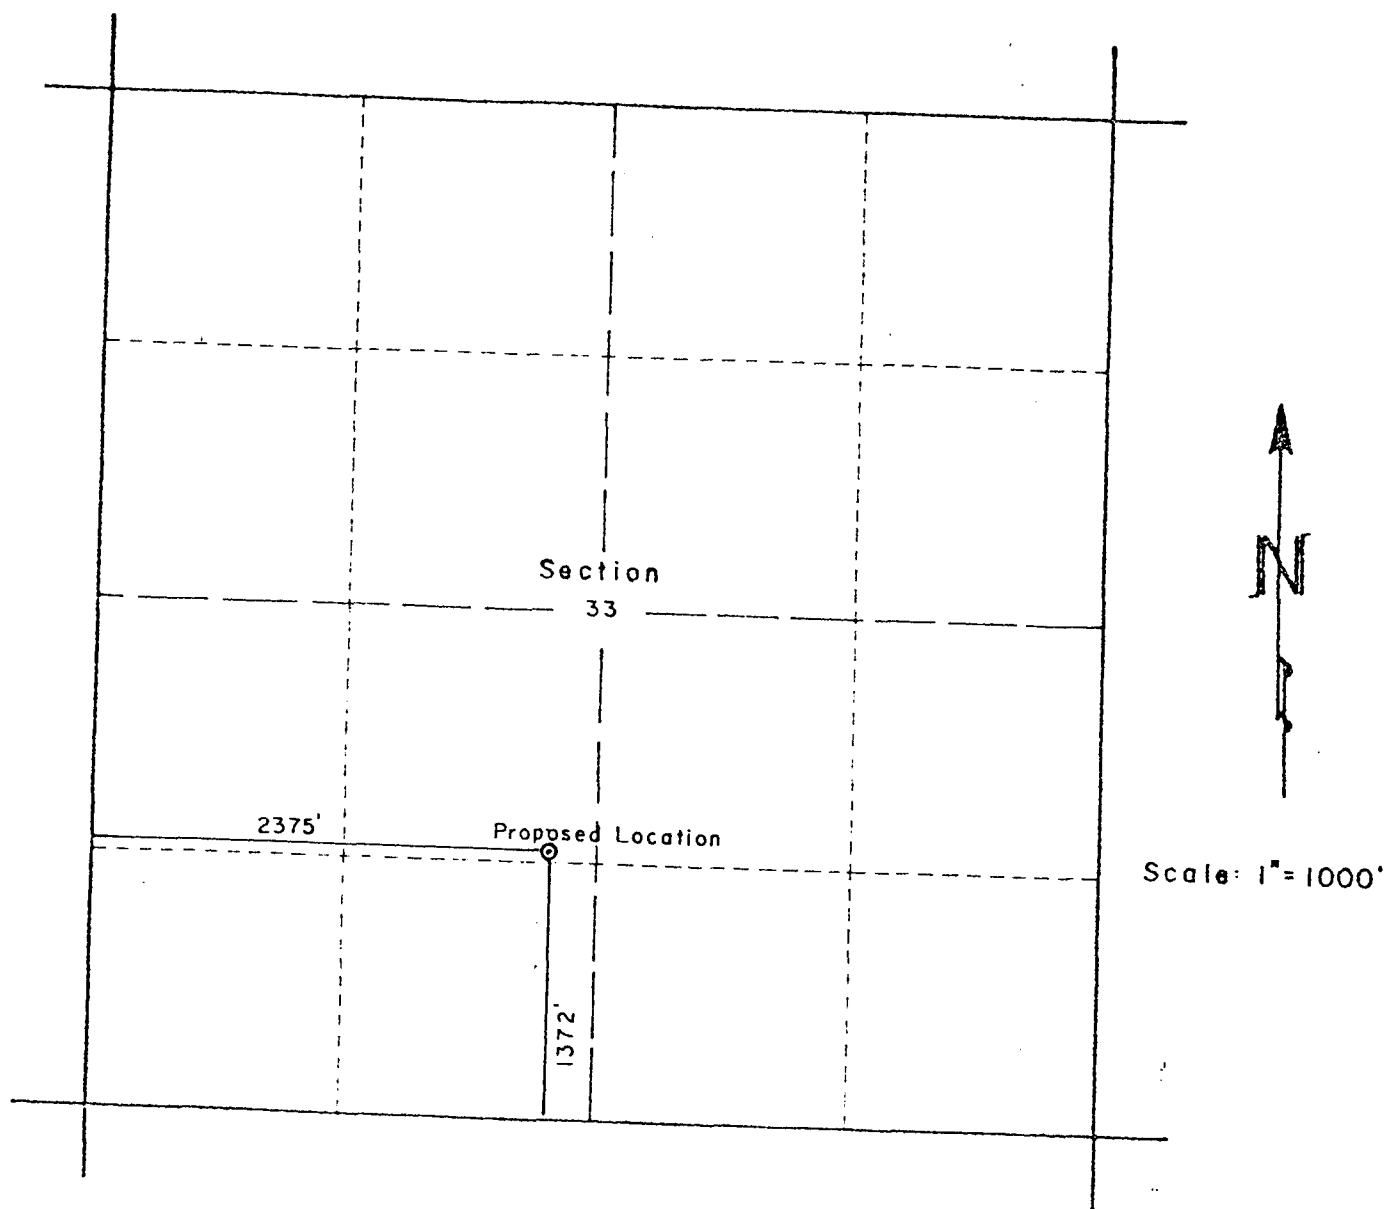 Section
33
N
2375'
Proposed Location
Scale: 1"=1000'
1372'